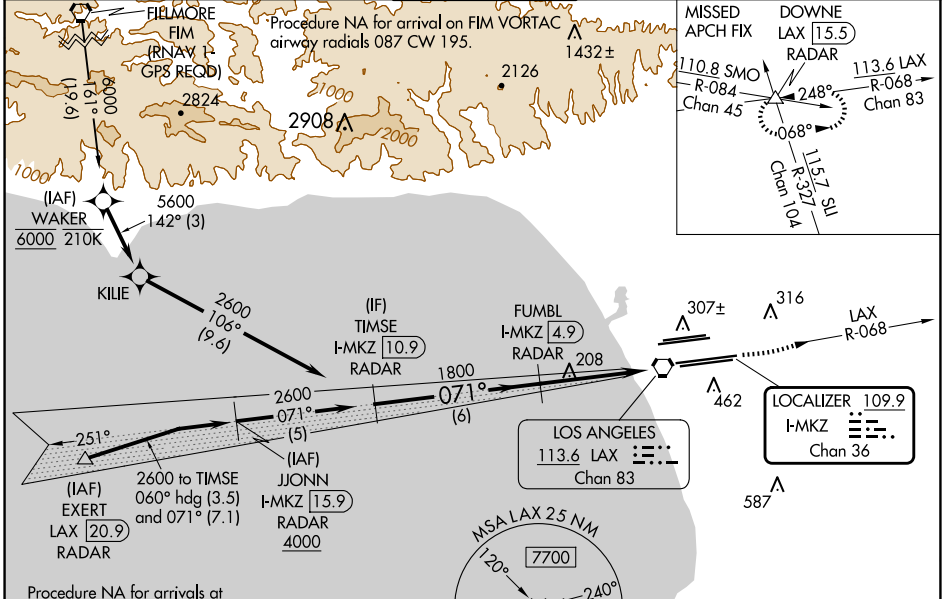 FILLMORE
FIM
(RNAV 1-
GPS REQD)
Procedure NA for arrival on FIM VORTAC
airway radials 087 CW 195.
1432±
2126
2824
2908
1000
2000
1000
6000
161°
(19.6)
MISSED
APCH FIX
DOWNE
LAX 15.5
RADAR
110.8 SMO
R-084
Chan 45
113.6 LAX
R-068
Chan 83
248°
068°
115.7 SLI
R-327
Chan 104
(IAF)
WAKER
6000 210K
5600
142° (3)
KILIE
2600
106°
(9.6)
(IF)
TIMSE
I-MKZ 10.9
RADAR
FUMBL
I-MKZ 4.9
RADAR
208
307±
316
LAX
R-068
462
587
1800
071°
(6)
2600
071°
(5)
251°
(IAF)
EXERT
LAX 20.9
RADAR
2600 to TIMSE
060° hdg (3.5)
and 071° (7.1)
(IAF)
JJONN
I-MKZ 15.9
RADAR
4000
LOS ANGELES
113.6 LAX
Chan 83
LOCALIZER 109.9
I-MKZ
Chan 36
MSA LAX 25 NM
7700
120°
240°
Procedure NA for arrivals at